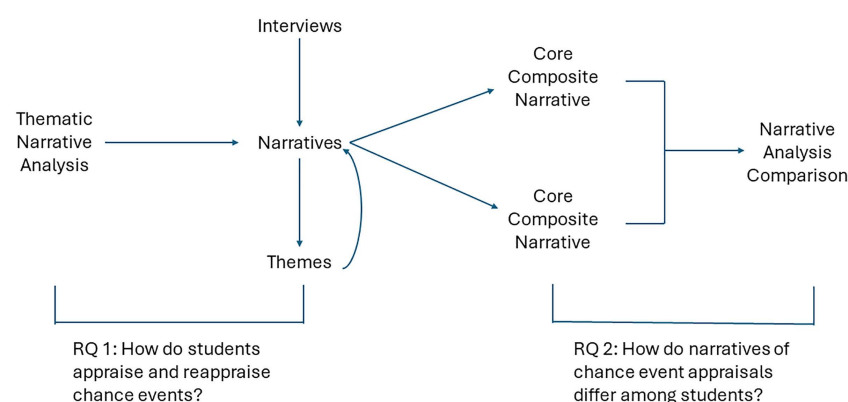 Interviews
Thematic
Narrative
Analysis
Narratives
Themes
Core
Composite
Narrative
Core
Composite
Narrative
Narrative
Analysis
Comparison
RQ 1: How do students
appraise and reappraise
chance events?
RQ 2: How do narratives of
chance event appraisals
differ among students?